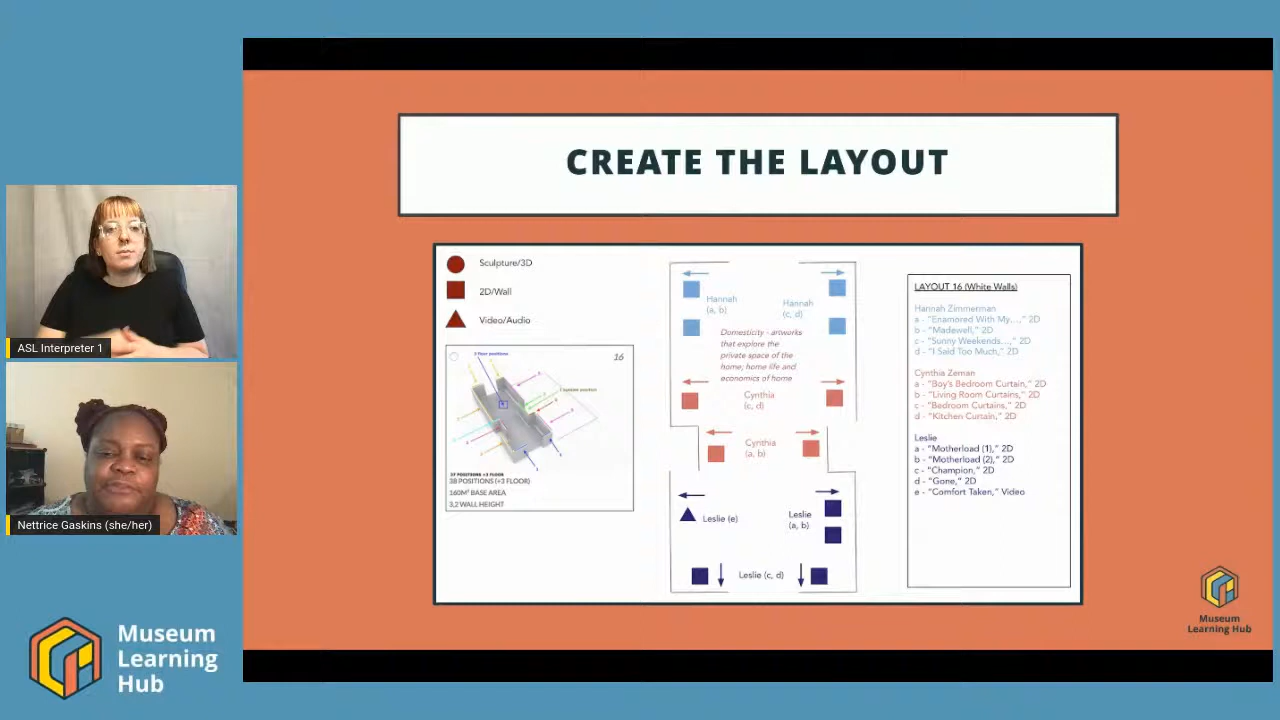 CREATE THE LAYOUT
Sculpture/3D
2D/Wall
Video/Audio
16
37 POSITIONS +3 FLOOR
38 POSITIONS (+3 FLOOR)
160M² BASE AREA
3,2 WALL HEIGHT
Hannah
(a, b)
Hannah
(c, d)
Domesticity - artworks
that explore the
private space of the
home; home life and
economics of home
Cynthia
(c, d)
Cynthia
(a, b)
Leslie (e)
Leslie
(a, b)
Leslie (c, d)
LAYOUT 16 (White Walls)
Hannah Zimmerman
a - "Enamored With My...," 2D
b - "Madewell," 2D
c - "Sunny Weekends...," 2D
d - "I Said Too Much," 2D
Cynthia Zeman
a - "Boy's Bedroom Curtain," 2D
b - "Living Room Curtains," 2D
c - "Bedroom Curtains," 2D
d - "Kitchen Curtain," 2D
Leslie
a - "Motherload (1)," 2D
b - "Motherload (2)," 2D
c - "Champion," 2D
d - "Gone," 2D
e - "Comfort Taken," Video
Museum
Learning Hub
ASL Interpreter 1
Nettrice Gaskins (she/her)
Museum
Learning
Hub